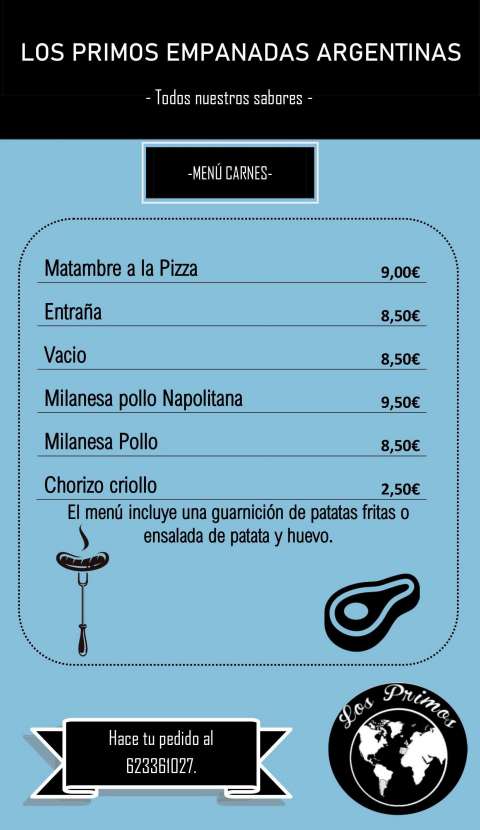 LOS PRIMOS EMPANADAS ARGENTINAS
- Todos nuestros sabores -
-MENÚ CARNES-
Matambre a la Pizza 9,00€
Entraña 8,50€
Vacio 8,50€
Milanesa pollo Napolitana 9,50€
Milanesa Pollo 8,50€
Chorizo criollo 2,50€
El menú incluye una guarnición de patatas fritas o
ensalada de patata y huevo.
Hace tu pedido al
623361027.
Los Primos